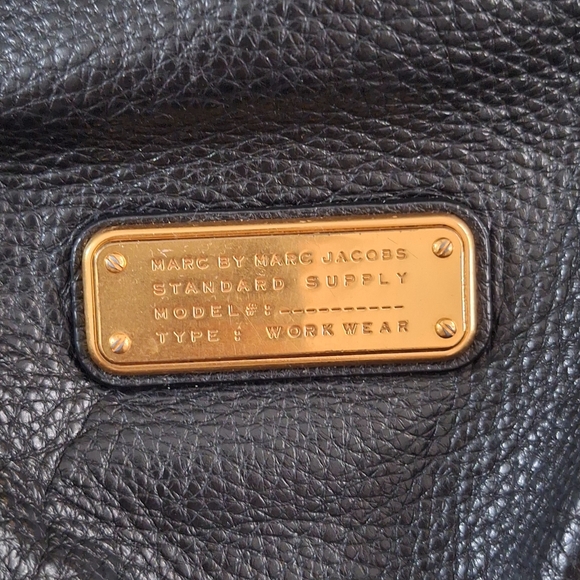 MARC BY MARC JACOBS
STANDARD SUPPLY
MODEL#:----------
TYPE: WORK WEAR